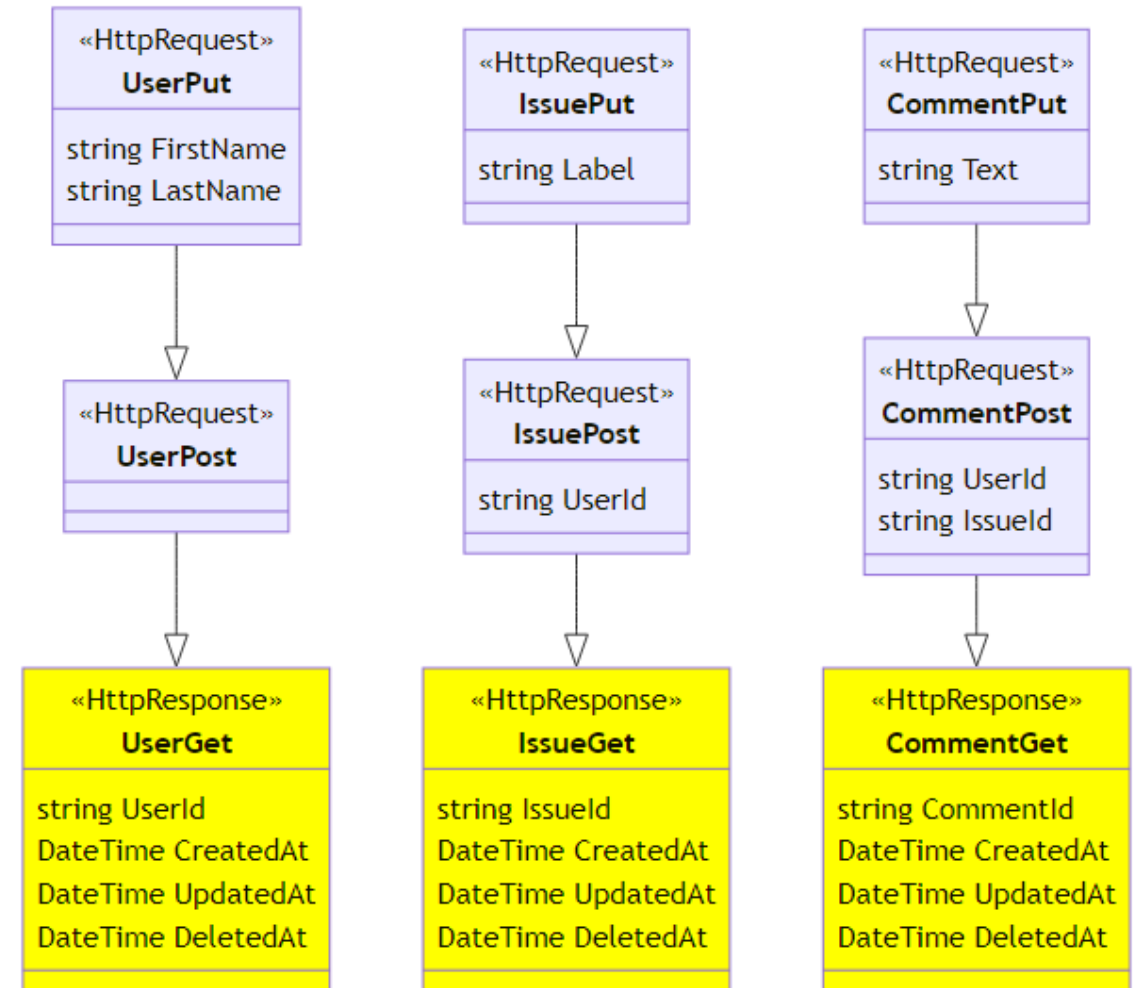 «HttpRequest»
UserPut
string FirstName
string LastName
«HttpRequest»
IssuePut
string Label
«HttpRequest»
CommentPut
string Text
«HttpRequest»
UserPost
«HttpRequest»
IssuePost
string UserId
«HttpRequest»
CommentPost
string UserId
string IssueId
«HttpResponse»
UserGet
string UserId
DateTime CreatedAt
DateTime UpdatedAt
DateTime DeletedAt
«HttpResponse»
IssueGet
string IssueId
DateTime CreatedAt
DateTime UpdatedAt
DateTime DeletedAt
«HttpResponse»
CommentGet
string CommentId
DateTime CreatedAt
DateTime UpdatedAt
DateTime DeletedAt